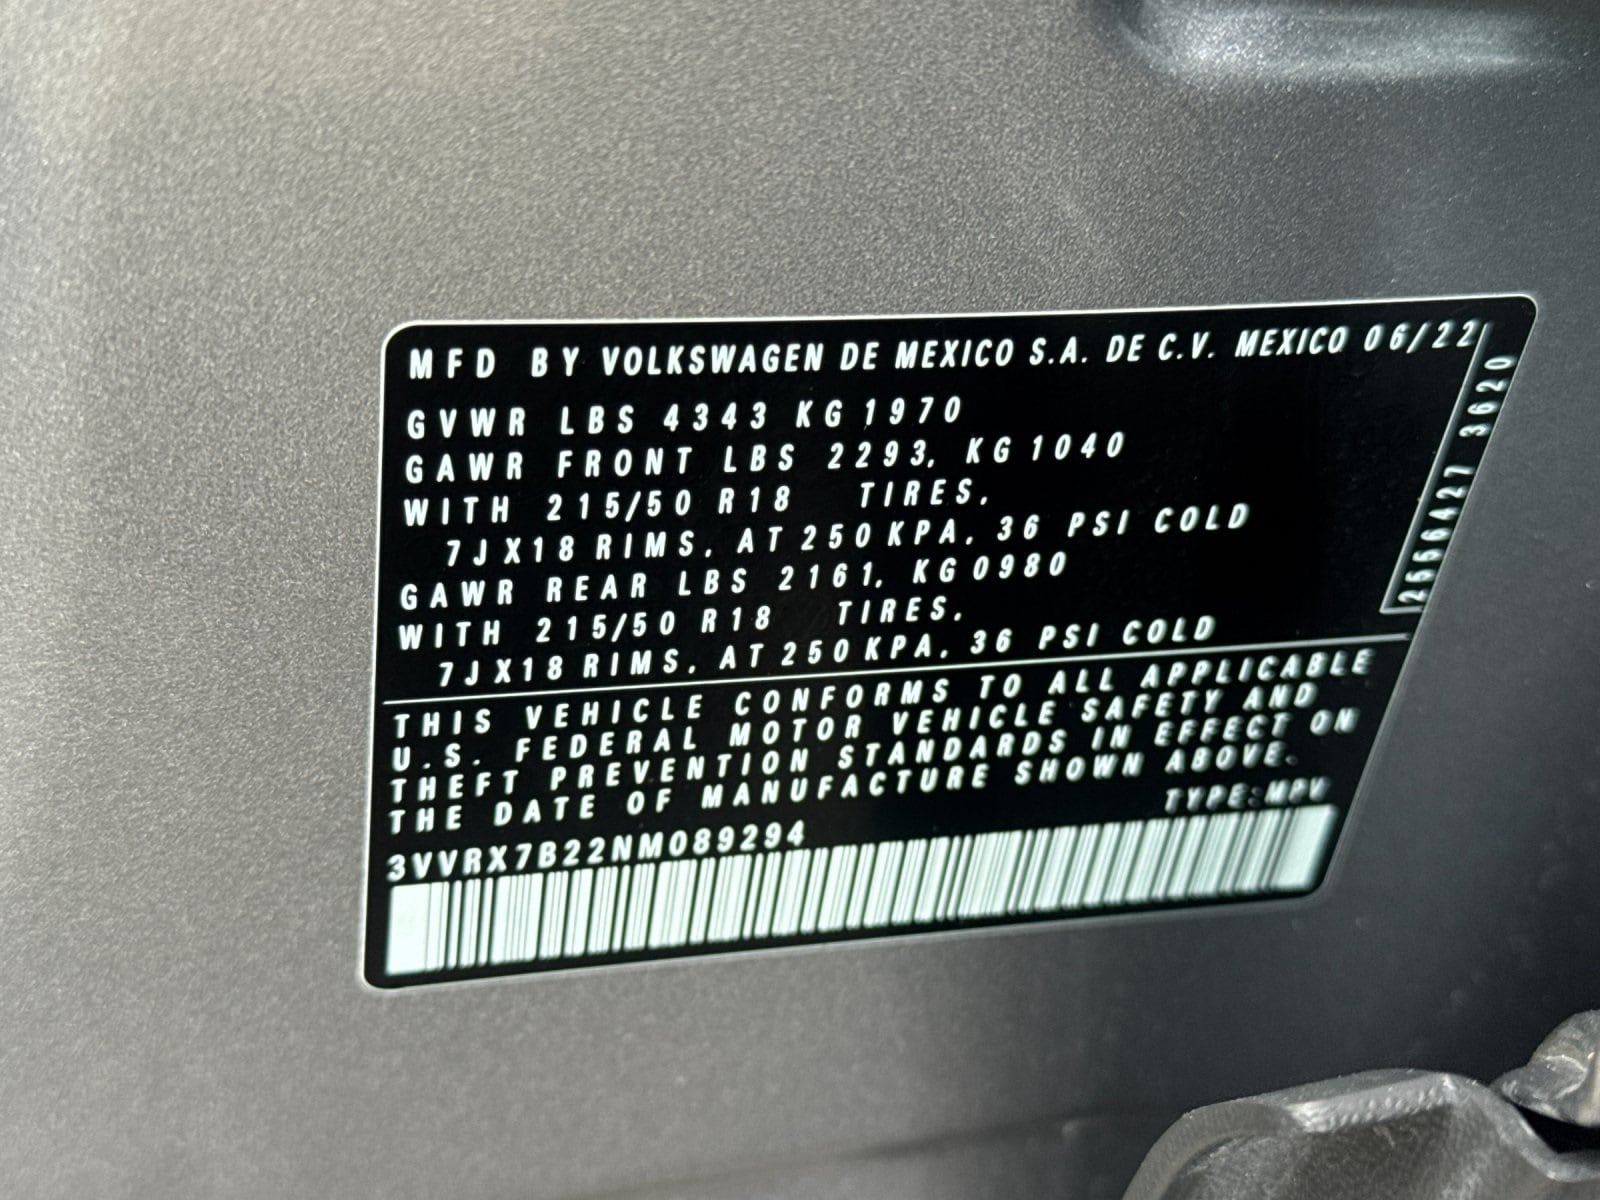 MFD BY VOLKSWAGEN DE MEXICO S.A. DE C.V. MEXICO 06/22
GVWR LBS 4343 KG 1970
GAWR FRONT LBS 2293, KG 1040
WITH 215/50 R18 TIRES,
7J X18 RIMS, AT 250 KPA, 36 PSI COLD
GAWR REAR LBS 2161, KG 0980
WITH 215/50 R18 TIRES,
7J X18 RIMS, AT 250 KPA, 36 PSI COLD
THIS VEHICLE CONFORMS TO ALL APPLICABLE
U.S. FEDERAL MOTOR VEHICLE SAFETY AND
THEFT PREVENTION STANDARDS IN EFFECT ON
THE DATE OF MANUFACTURE SHOWN ABOVE.
3VVRX7B22NM089294 TYPE:MPV
3620